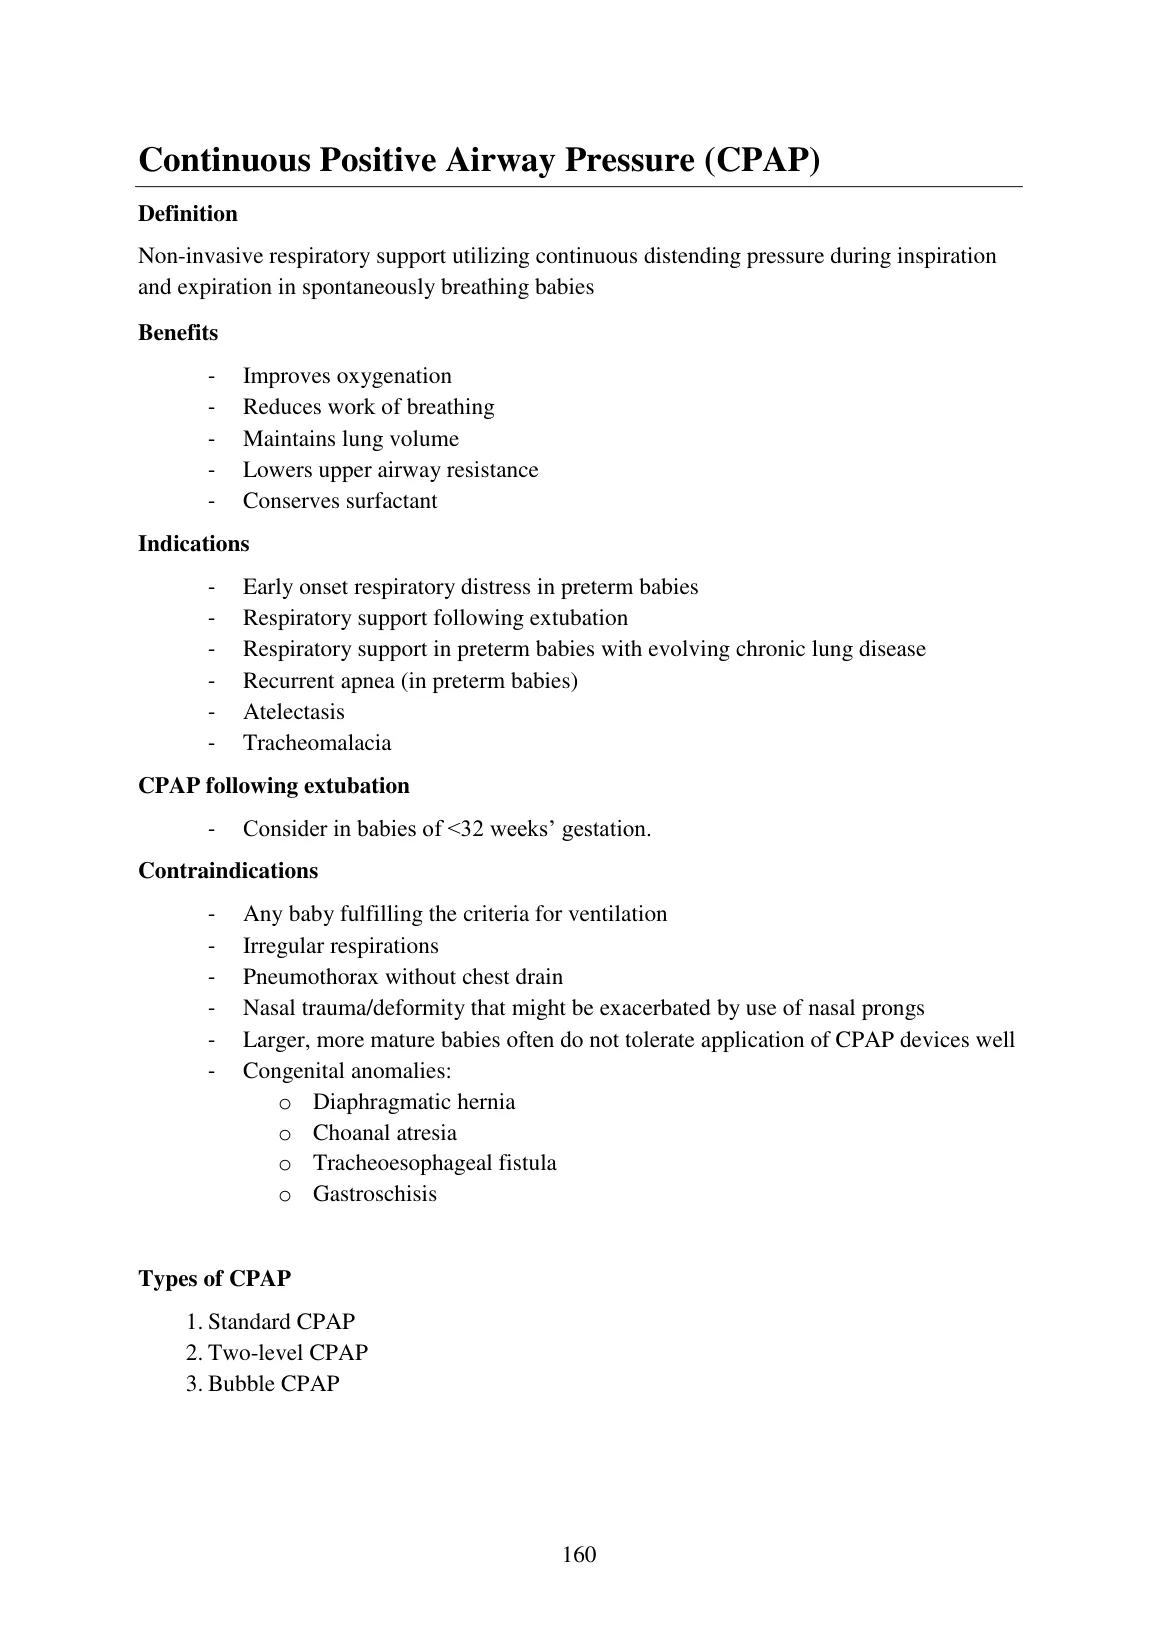 Continuous Positive Airway Pressure (CPAP)
Definition
Non-invasive respiratory support utilizing continuous distending pressure during inspiration
and expiration in spontaneously breathing babies
Benefits
- Improves oxygenation
- Reduces work of breathing
- Maintains lung volume
- Lowers upper airway resistance
- Conserves surfactant
Indications
- Early onset respiratory distress in preterm babies
- Respiratory support following extubation
- Respiratory support in preterm babies with evolving chronic lung disease
- Recurrent apnea (in preterm babies)
- Atelectasis
- Tracheomalacia
CPAP following extubation
- Consider in babies of <32 weeks’ gestation.
Contraindications
- Any baby fulfilling the criteria for ventilation
- Irregular respirations
- Pneumothorax without chest drain
- Nasal trauma/deformity that might be exacerbated by use of nasal prongs
- Larger, more mature babies often do not tolerate application of CPAP devices well
- Congenital anomalies:
o Diaphragmatic hernia
o Choanal atresia
o Tracheoesophageal fistula
o Gastroschisis
Types of CPAP
1. Standard CPAP
2. Two-level CPAP
3. Bubble CPAP
160